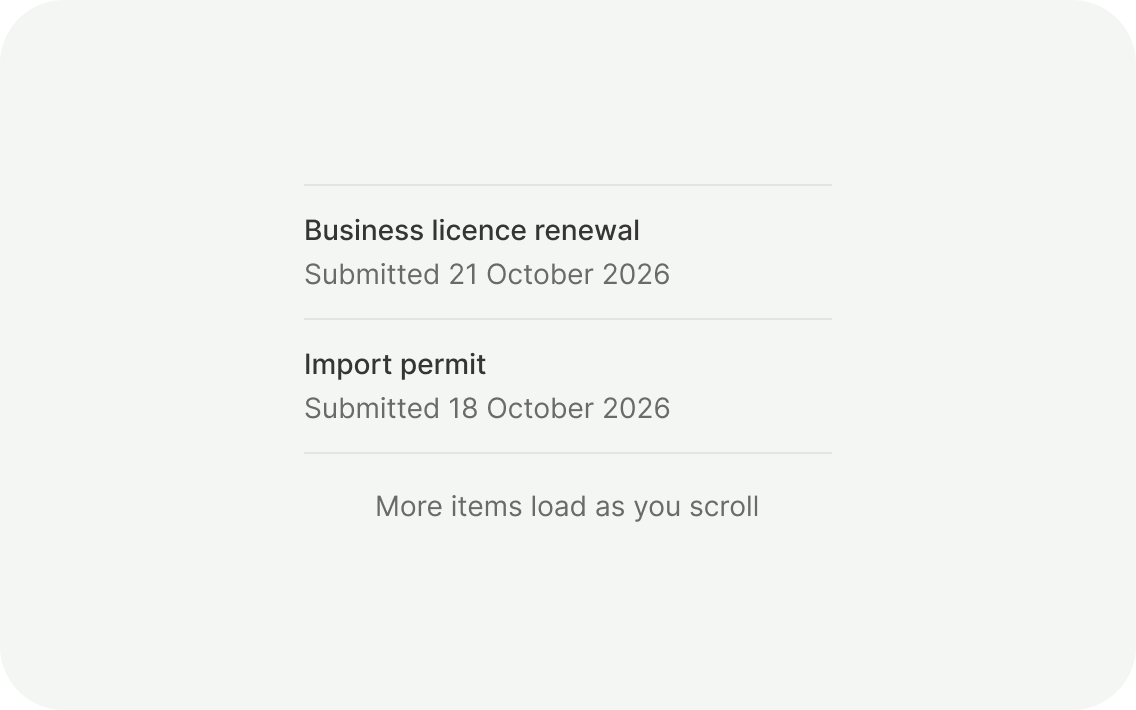 Business licence renewal
Submitted 21 October 2026
Import permit
Submitted 18 October 2026
More items load as you scroll